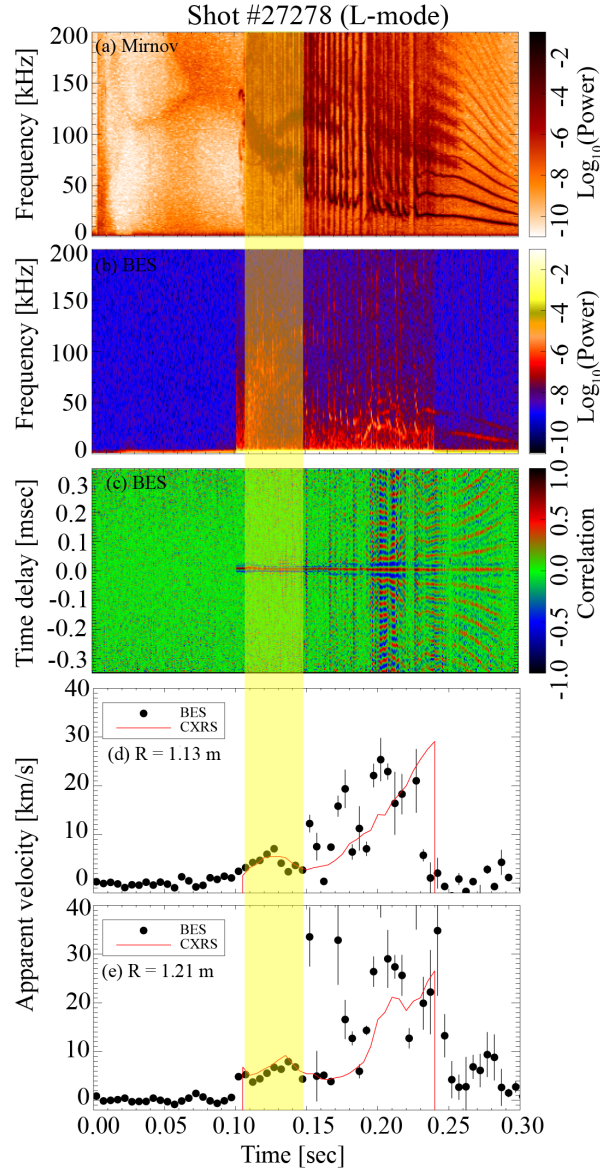 Shot #27278 (L-mode)
(a) Mirnov
Frequency [kHz]
200
150
100
50
0
-2
-4
-6
-8
-10
Log10(Power)
(b) BES
Frequency [kHz]
200
150
100
50
0
-2
-4
-6
-8
-10
Log10(Power)
(c) BES
Time delay [msec]
0.3
0.2
0.1
0.0
-0.1
-0.2
-0.3
1.0
0.5
0.0
-0.5
-1.0
Correlation
Apparent velocity [km/s]
40
30
20
10
0
BES
CXRS
(d) R = 1.13 m
40
30
20
10
0
BES
CXRS
(e) R = 1.21 m
0.00 0.05 0.10 0.15 0.20 0.25 0.30
Time [sec]